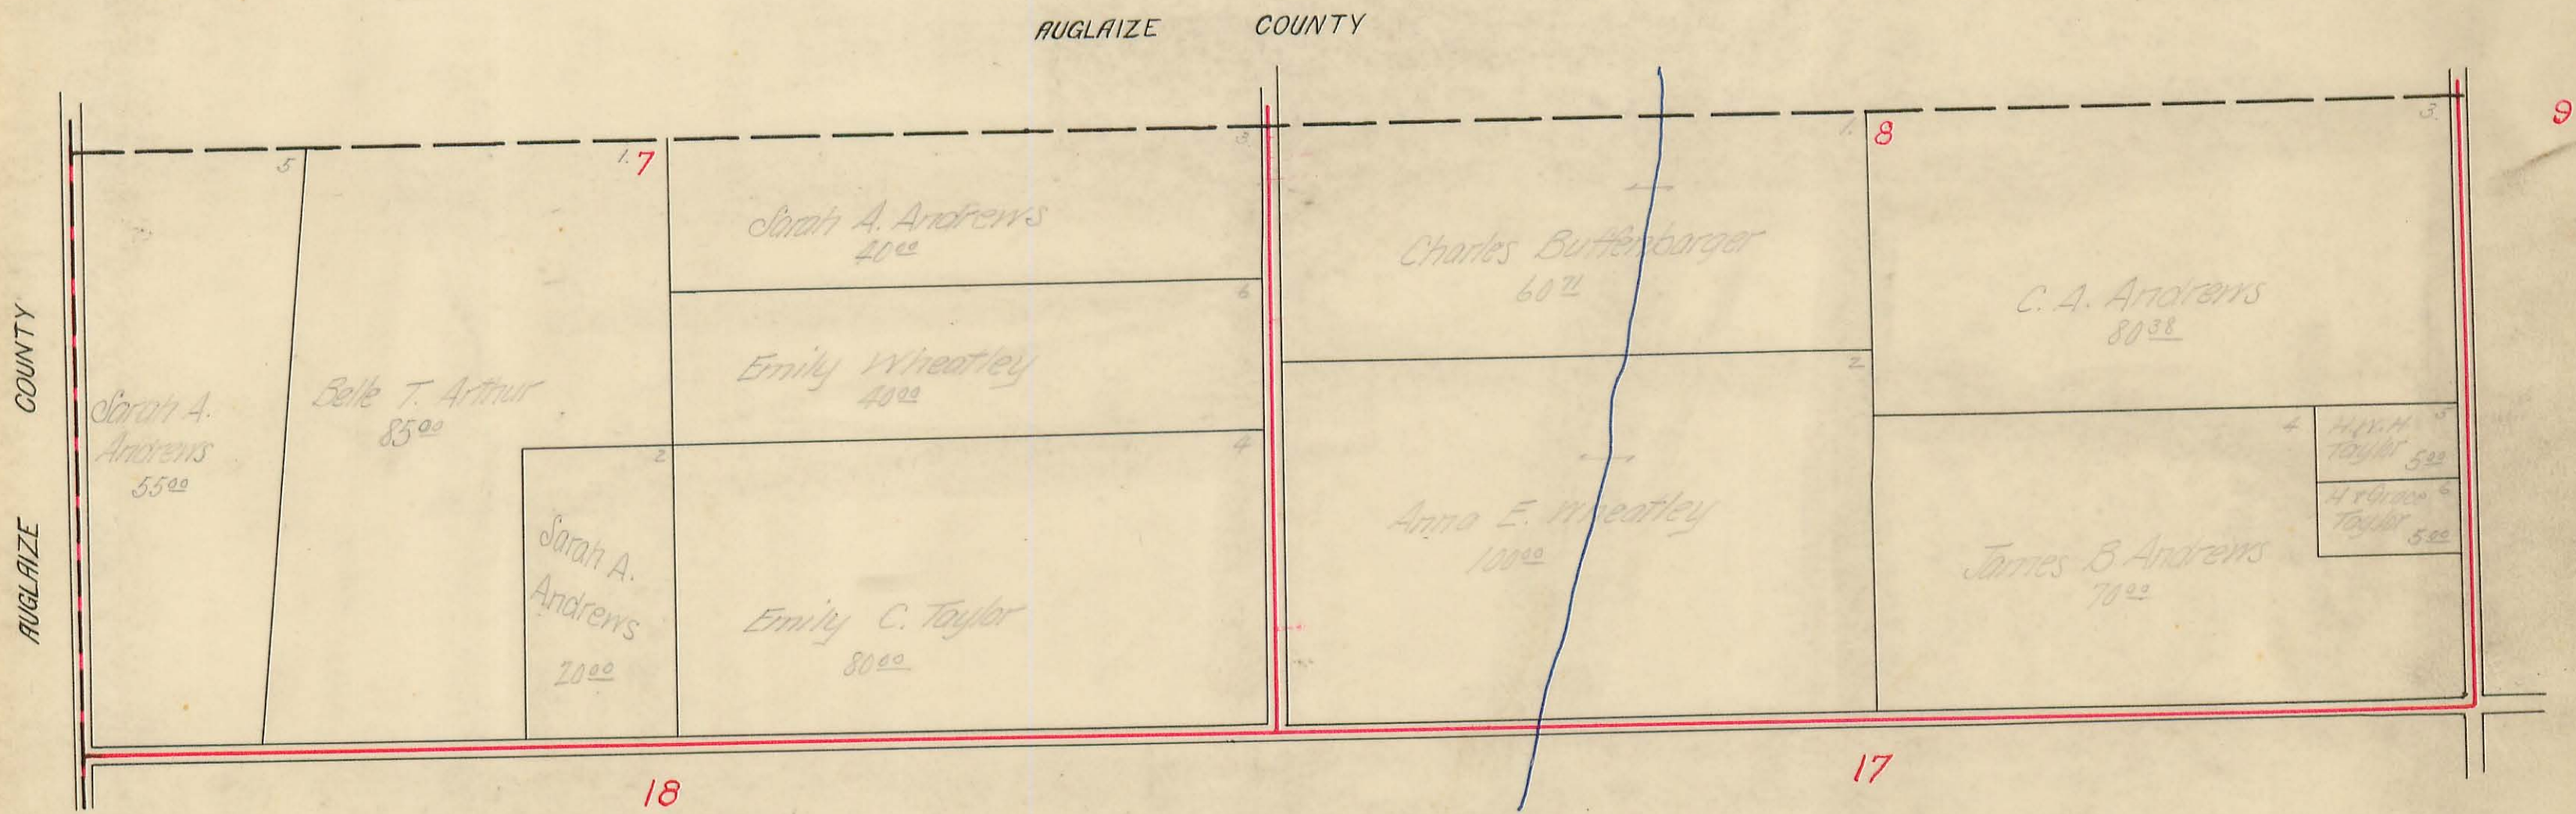 AUGLAIZE COUNTY
AUGLAIZE COUNTY
5
1.
7
3
1.
8
3.
9
Sarah A.
Andrews
55 00
Belle T. Arthur
85 00
2
Sarah A.
Andrews
20 00
Sarah A. Andrews
40 00
6
Emily Wheatley
40 00
4
Emily C. Taylor
80 00
Charles Buffenbarger
60 71
2
Anna E. Wheatley
100 00
C. A. Andrews
80 38
4
5
Taylor
5 00
H & Grace
6
Taylor
5 00
James B Andrews
70 00
18
17